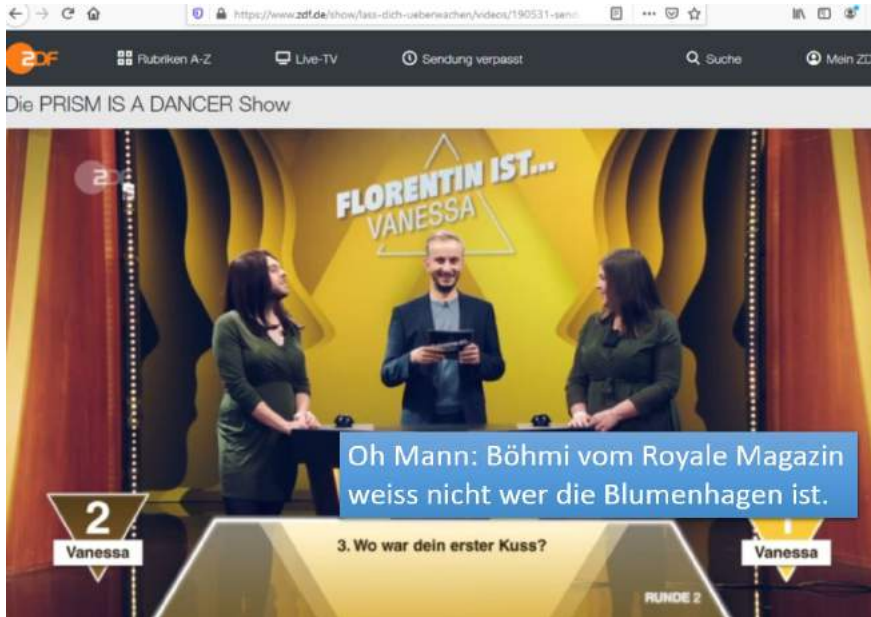 https://www.zdf.de/show/lass-dich-ueberwachen/videos/190531-senn
ZDF
Rubriken A-Z
Live-TV
Sendung verpasst
Suche
Mein ZD
Die PRISM IS A DANCER Show
FLORENTIN IST...
VANESSA
Oh Mann: Böhmi vom Royale Magazin
weiss nicht wer die Blumenhagen ist.
2
Vanessa
3. Wo war dein erster Kuss?
Vanessa
RUNDE 2